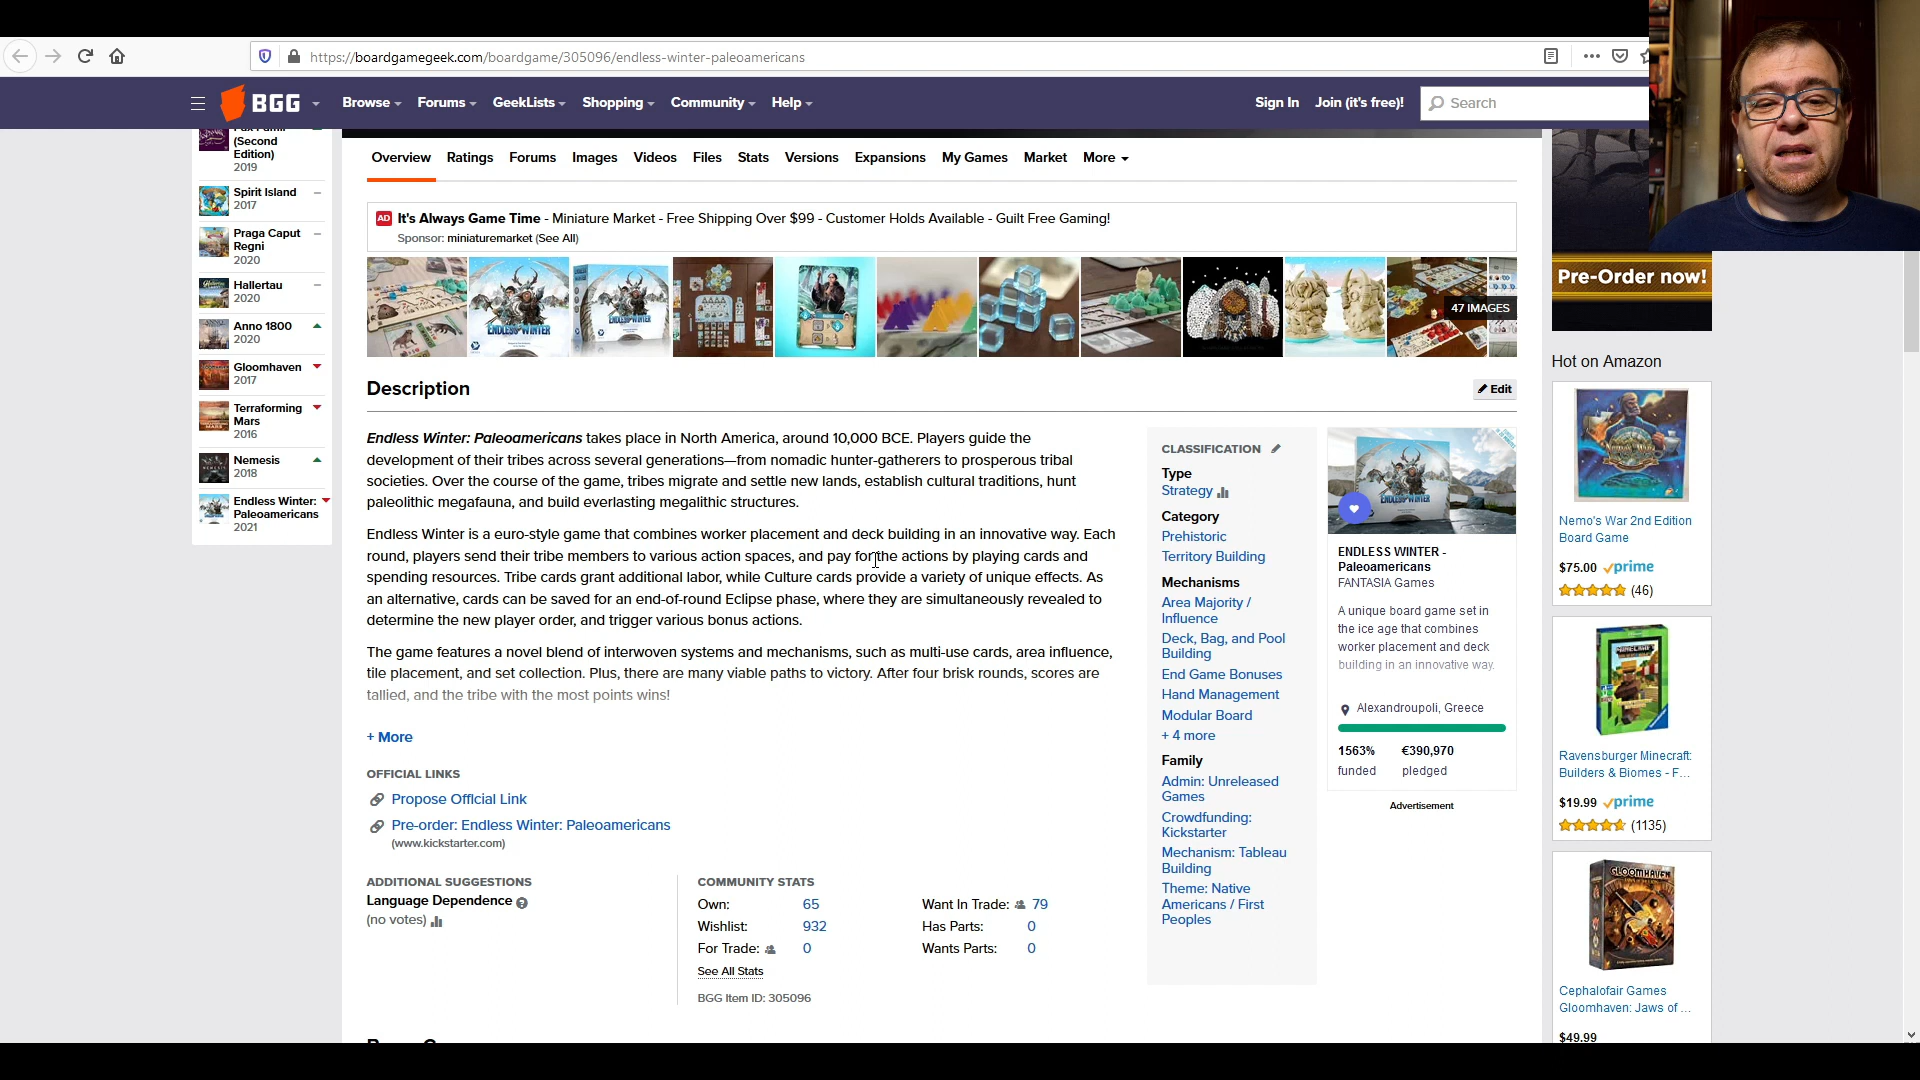 https://boardgamegeek.com/boardgame/305096/endless-winter-paleoamericans
BGG
Browse
Forums
GeekLists
Shopping
Community
Help
Sign In
Join (it's free)!
Search
(Second
Edition)
2019
Spirit Island
2017
Praga Caput
Regni
2020
Hallertau
2020
Anno 1800
2020
Gloomhaven
2017
Terraforming
Mars
2016
Nemesis
2018
Endless Winter:
Paleoamericans
2021
Overview
Ratings
Forums
Images
Videos
Files
Stats
Versions
Expansions
My Games
Market
More
AD It's Always Game Time - Miniature Market - Free Shipping Over $99 - Customer Holds Available - Guilt Free Gaming!
Sponsor: miniaturemarket (See All)
ENDLESS WINTER
ENDLESS WINTER
47 IMAGES
Description
Edit
Endless Winter: Paleoamericans takes place in North America, around 10,000 BCE. Players guide the
development of their tribes across several generations—from nomadic hunter-gatherers to prosperous tribal
societies. Over the course of the game, tribes migrate and settle new lands, establish cultural traditions, hunt
paleolithic megafauna, and build everlasting megalithic structures.
Endless Winter is a euro-style game that combines worker placement and deck building in an innovative way. Each
round, players send their tribe members to various action spaces, and pay for the actions by playing cards and
spending resources. Tribe cards grant additional labor, while Culture cards provide a variety of unique effects. As
an alternative, cards can be saved for an end-of-round Eclipse phase, where they are simultaneously revealed to
determine the new player order, and trigger various bonus actions.
The game features a novel blend of interwoven systems and mechanisms, such as multi-use cards, area influence,
tile placement, and set collection. Plus, there are many viable paths to victory. After four brisk rounds, scores are
tallied, and the tribe with the most points wins!
+ More
OFFICIAL LINKS
Propose Official Link
Pre-order: Endless Winter: Paleoamericans
(www.kickstarter.com)
ADDITIONAL SUGGESTIONS
Language Dependence
(no votes)
COMMUNITY STATS
Own: 65
Wishlist: 932
For Trade: 0
See All Stats
BGG Item ID: 305096
Want In Trade: 79
Has Parts: 0
Wants Parts: 0
CLASSIFICATION
Type
Strategy
Category
Prehistoric
Territory Building
Mechanisms
Area Majority /
Influence
Deck, Bag, and Pool
Building
End Game Bonuses
Hand Management
Modular Board
+ 4 more
Family
Admin: Unreleased
Games
Crowdfunding:
Kickstarter
Mechanism: Tableau
Building
Theme: Native
Americans / First
Peoples
ENDLESS WINTER
ENDLESS WINTER -
Paleoamericans
FANTASIA Games
A unique board game set in
the ice age that combines
worker placement and deck
building in an innovative way.
Alexandroupoli, Greece
1563%
funded
€390,970
pledged
Advertisement
Pre-Order now!
Hot on Amazon
Nemo's War 2nd Edition
Board Game
$75.00 prime
(46)
MINECRAFT
Ravensburger Minecraft:
Builders & Biomes - F...
$19.99 prime
(1135)
GLOOMHAVEN
Cephalofair Games
Gloomhaven: Jaws of ...
$49.99